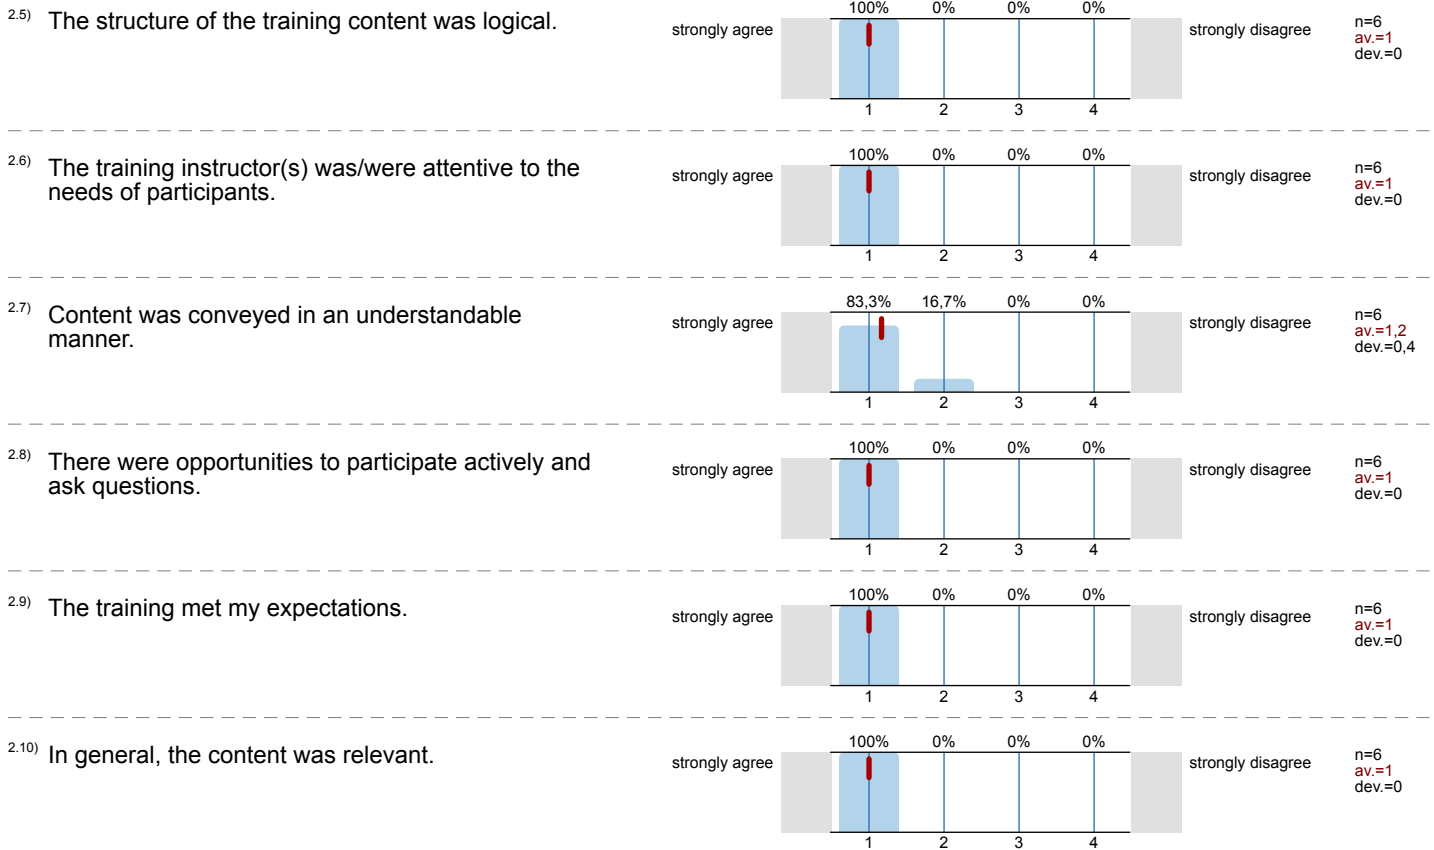 2.5) The structure of the training content was logical.
100% 0% 0% 0%
strongly agree strongly disagree
n=6
av.=1
dev.=0
1 2 3 4
2.6) The training instructor(s) was/were attentive to the
needs of participants.
100% 0% 0% 0%
strongly agree strongly disagree
n=6
av.=1
dev.=0
1 2 3 4
2.7) Content was conveyed in an understandable
manner.
83,3% 16,7% 0% 0%
strongly agree strongly disagree
n=6
av.=1,2
dev.=0,4
1 2 3 4
2.8) There were opportunities to participate actively and
ask questions.
100% 0% 0% 0%
strongly agree strongly disagree
n=6
av.=1
dev.=0
1 2 3 4
2.9) The training met my expectations.
100% 0% 0% 0%
strongly agree strongly disagree
n=6
av.=1
dev.=0
1 2 3 4
2.10) In general, the content was relevant.
100% 0% 0% 0%
strongly agree strongly disagree
n=6
av.=1
dev.=0
1 2 3 4